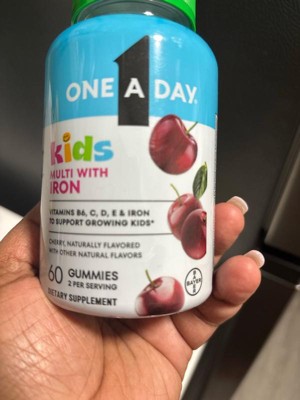 ONE A DAY®
kids
MULTI WITH
IRON
VITAMINS B6, C, D, E & IRON
TO SUPPORT GROWING KIDS*
CHERRY, NATURALLY FLAVORED
WITH OTHER NATURAL FLAVORS
60 GUMMIES
2 PER SERVING
DIETARY SUPPLEMENT
BAYER